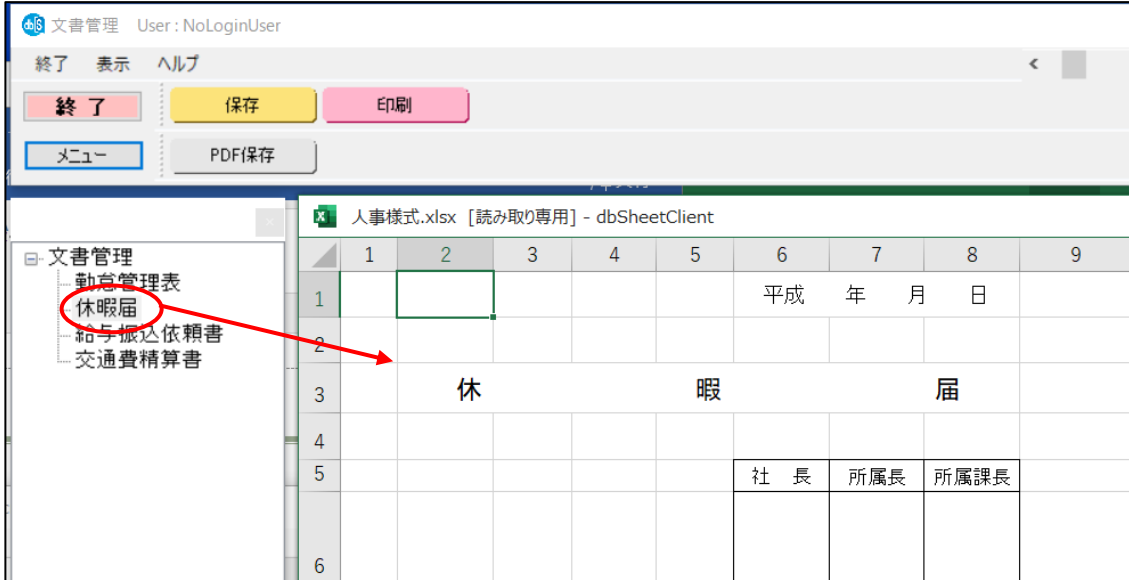 文書管理 User : NoLoginUser
終了 表示 ヘルプ
終 了 保存 印刷
メニュー PDF保存
人事様式.xlsx [読み取り専用] - dbSheetClient
文書管理
勤怠管理表
休暇届
給与振込依頼書
交通費精算書
1 2 3 4 5 6 7 8 9
1 平成 年 月 日
2
3 休 暇 届
4
5 社 長 所属長 所属課長
6